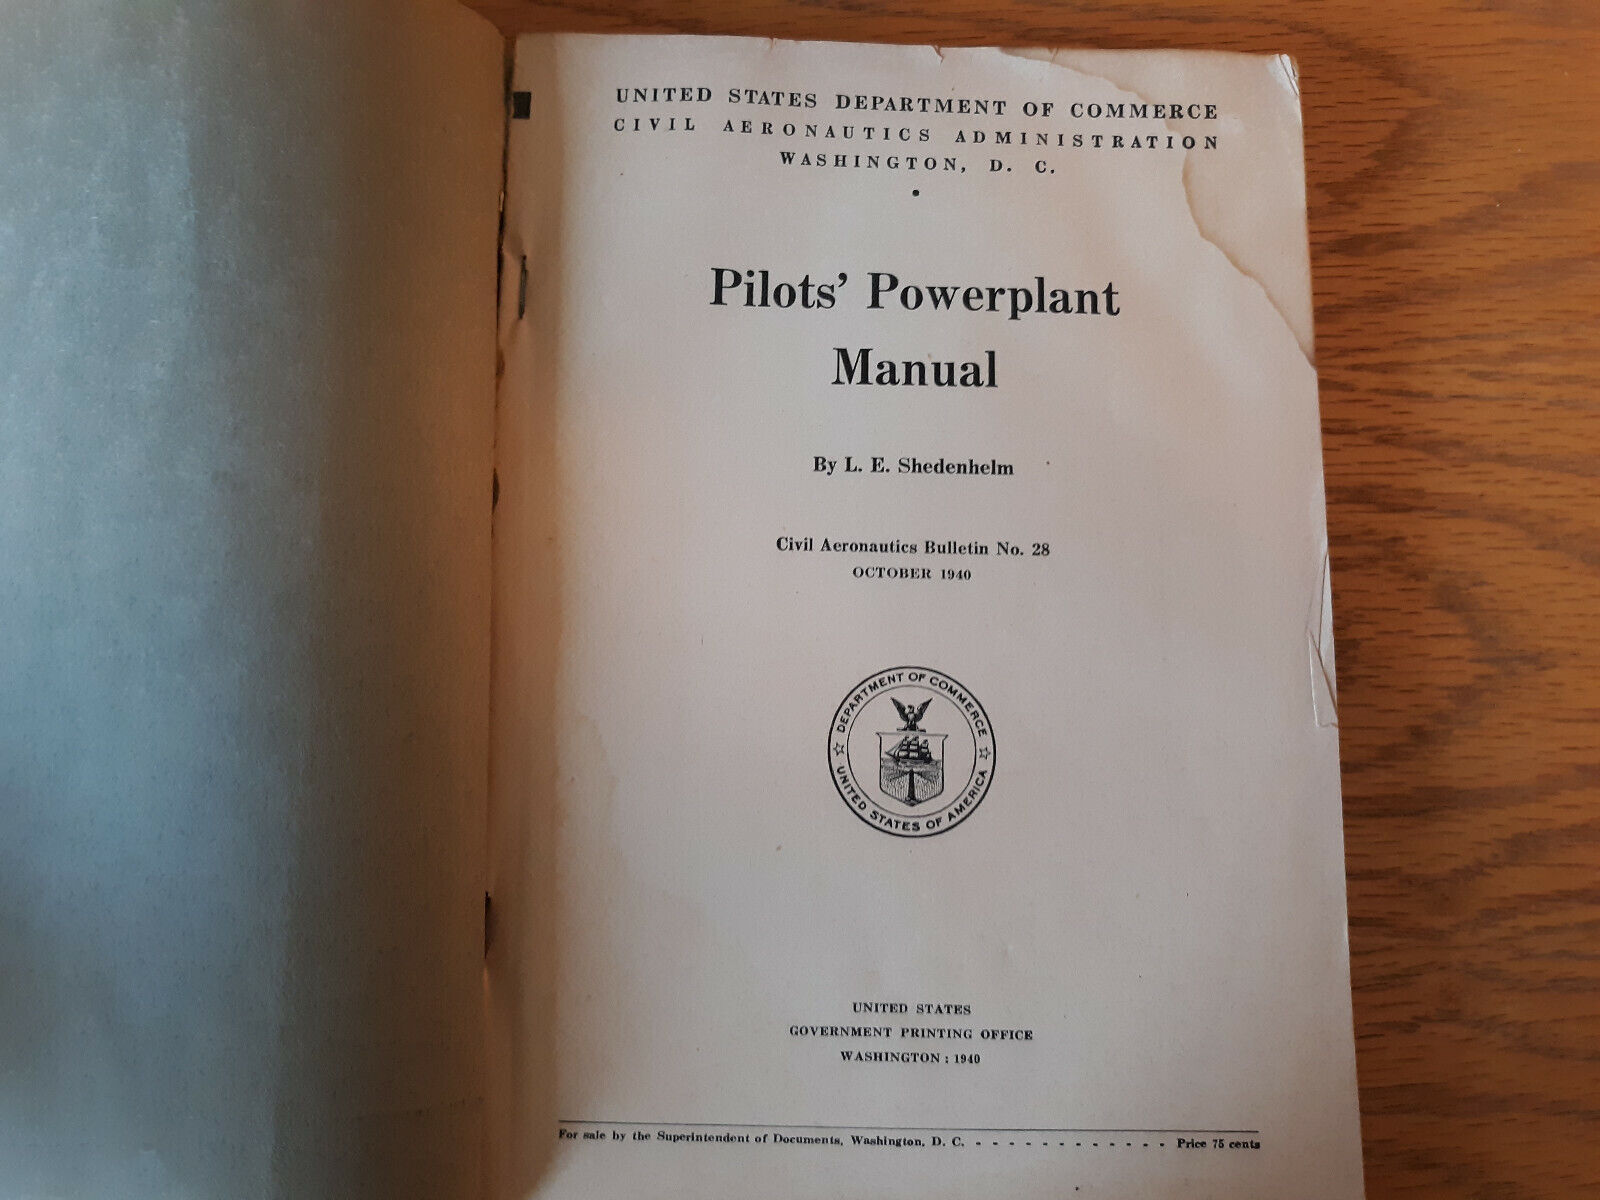 UNITED STATES DEPARTMENT OF COMMERCE
CIVIL AERONAUTICS ADMINISTRATION
WASHINGTON, D. C.
Pilots’ Powerplant
Manual
By L. E. Shedenhelm
Civil Aeronautics Bulletin No. 28
OCTOBER 1940
DEPARTMENT OF COMMERCE
UNITED STATES OF AMERICA
UNITED STATES
GOVERNMENT PRINTING OFFICE
WASHINGTON : 1940
For sale by the Superintendent of Documents, Washington, D. C. - - - - - - - - - - - - Price 75 cents